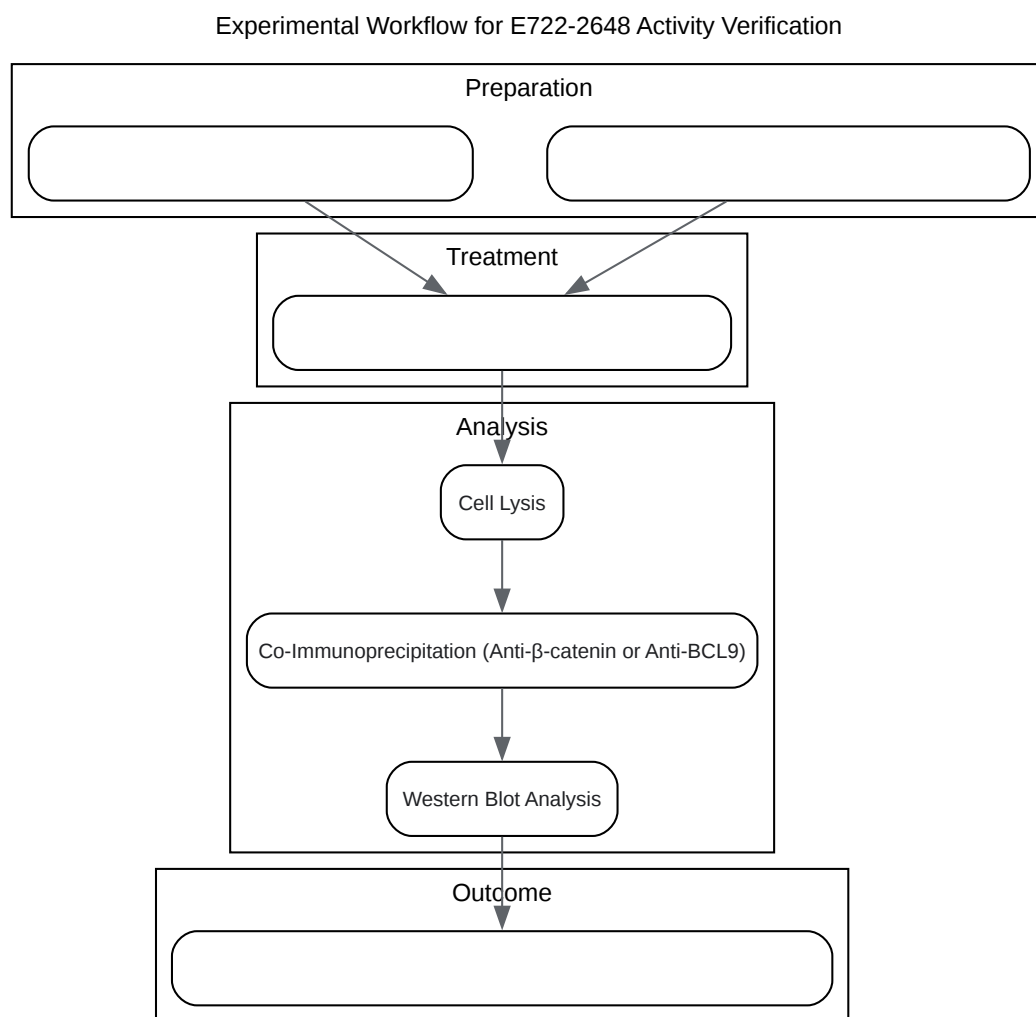 Experimental Workflow for E722-2648 Activity Verification
Preparation
Treatment
Analysis
Cell Lysis
Co-Immunoprecipitation (Anti-β-catenin or Anti-BCL9)
Western Blot Analysis
Outcome